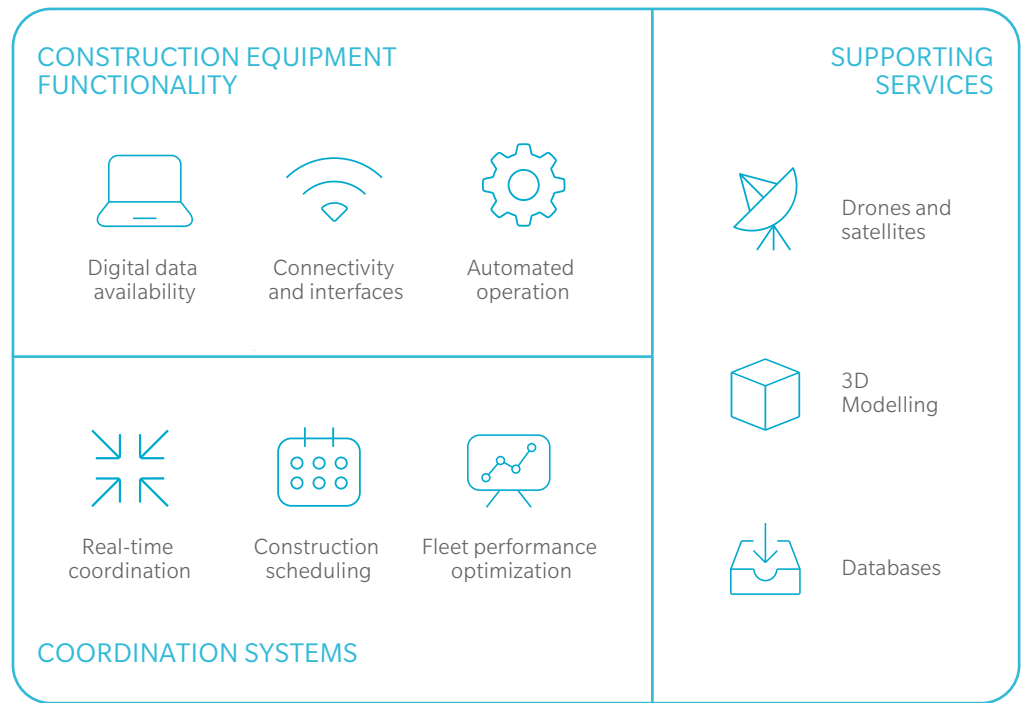 CONSTRUCTION EQUIPMENT
FUNCTIONALITY
Digital data
availability
Connectivity
and interfaces
Automated
operation
Real-time
coordination
Construction
scheduling
Fleet performance
optimization
COORDINATION SYSTEMS
SUPPORTING
SERVICES
Drones and
satellites
3D
Modelling
Databases